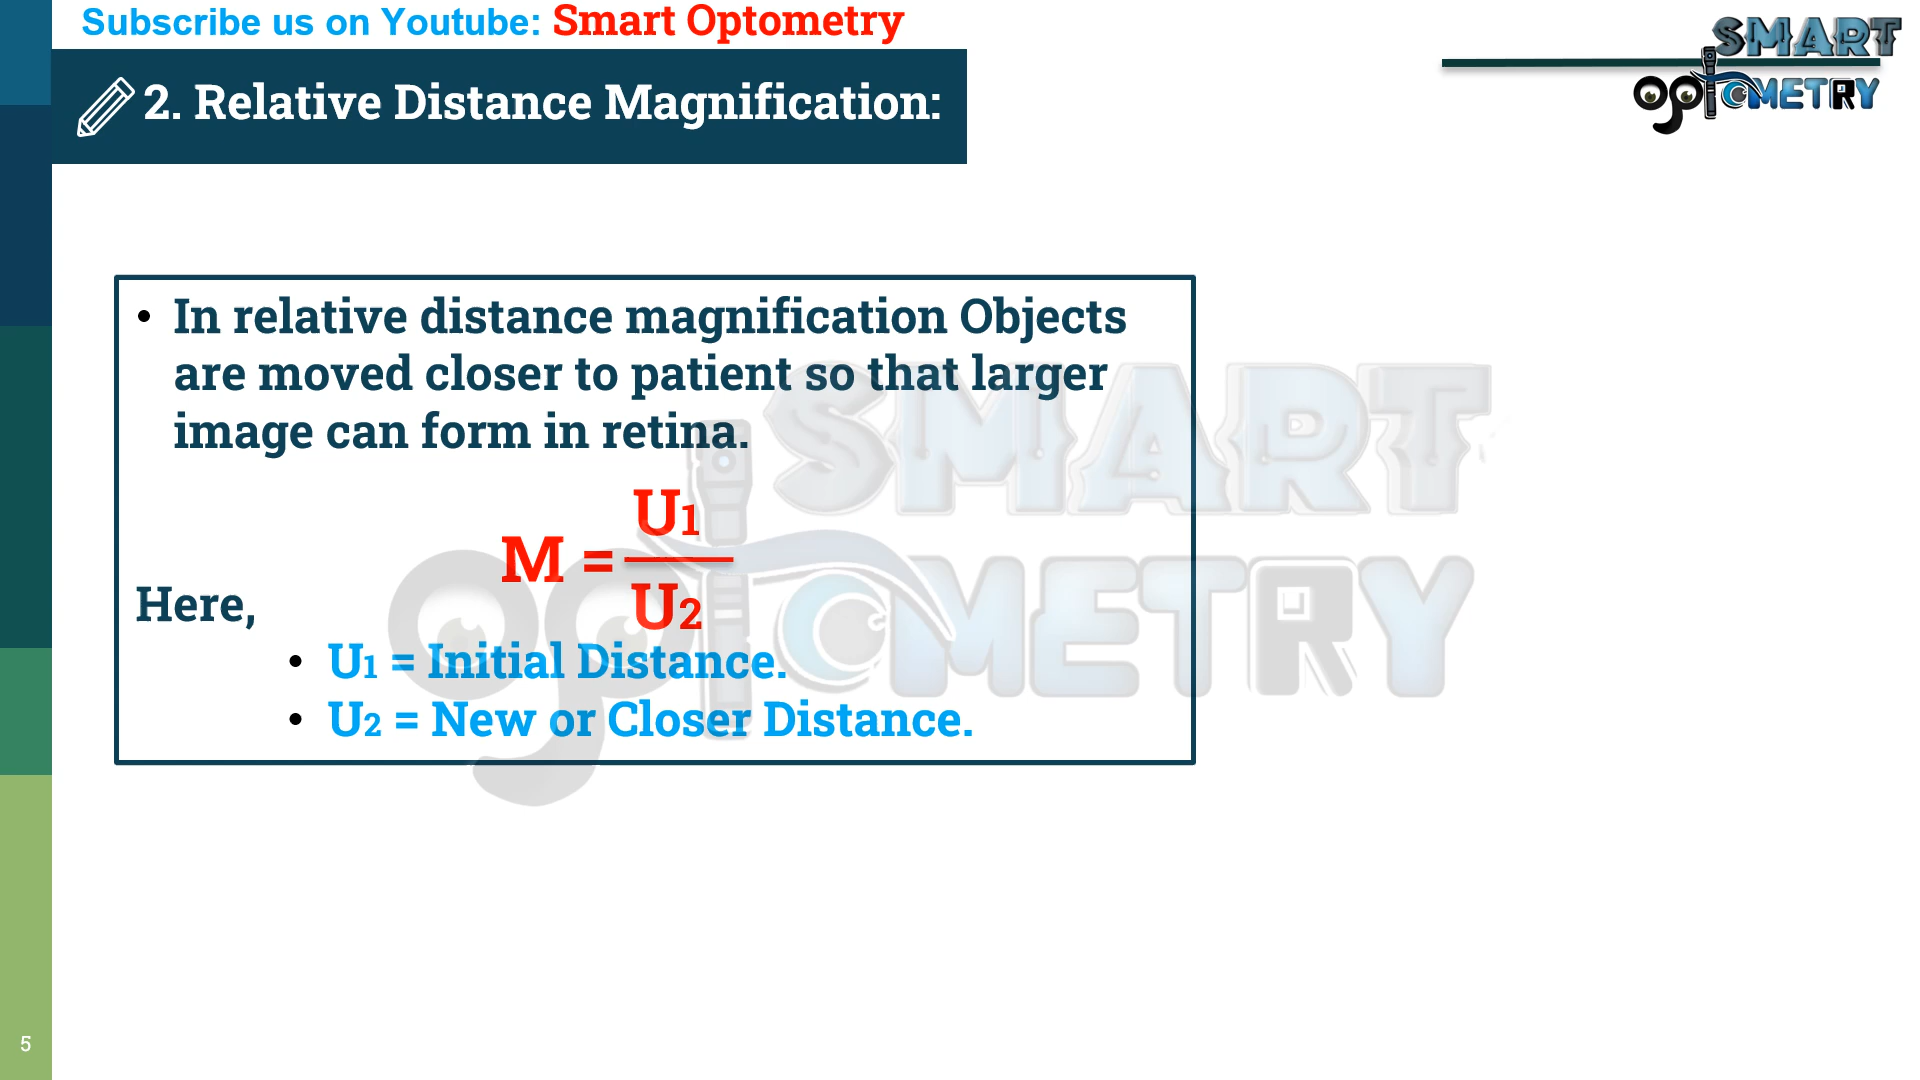 Subscribe us on Youtube: Smart Optometry
SMART
OPTOMETRY
2. Relative Distance Magnification:
• In relative distance magnification Objects
are moved closer to patient so that larger
image can form in retina.
M = U1
U2
Here,
• U1 = Initial Distance.
• U2 = New or Closer Distance.
SMART
OPTOMETRY
5